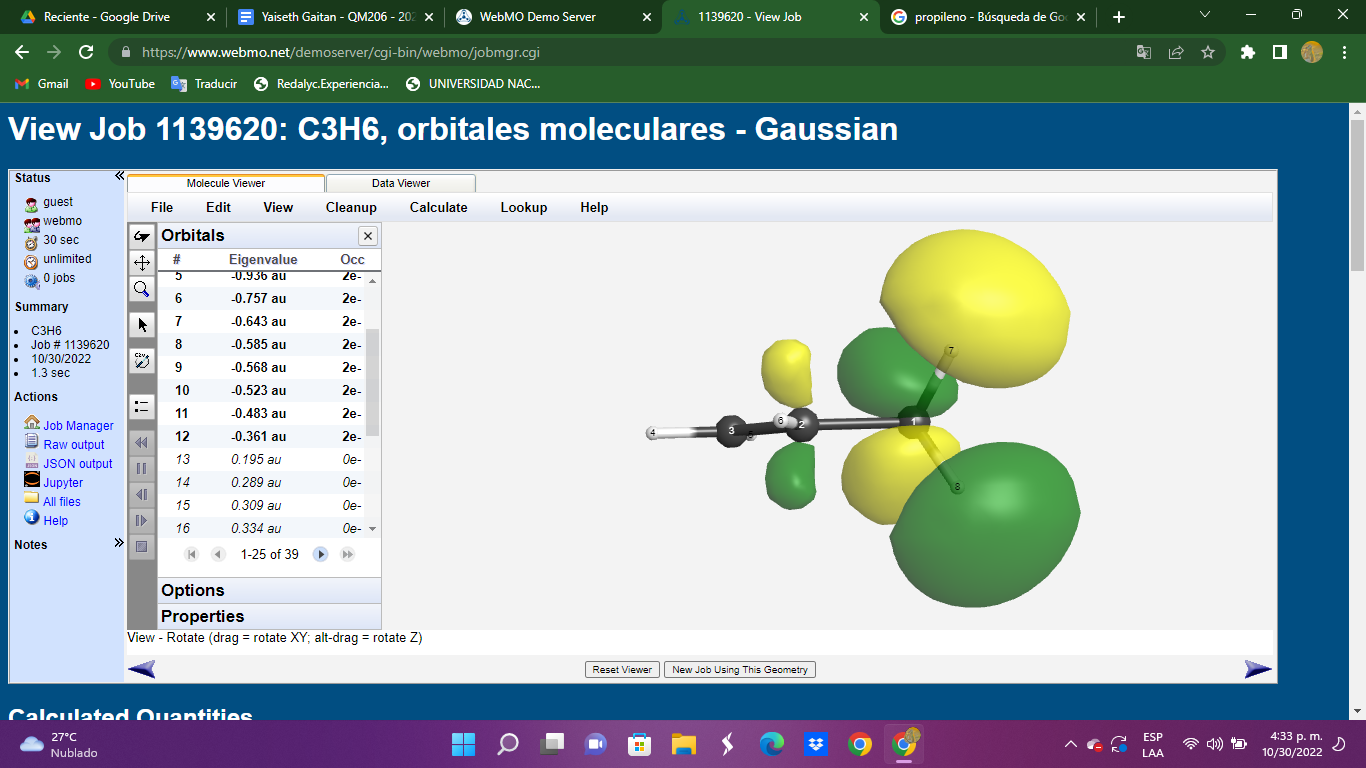 Reciente - Google Drive
Yaiseth Gaitan - QM206 - 202
WebMO Demo Server
1139620 - View Job
propileno - Búsqueda de Go
https://www.webmo.net/demoserver/cgi-bin/webmo/jobmgr.cgi
Gmail
YouTube
Traducir
Redalyc.Experiencia...
UNIVERSIDAD NAC...
View Job 1139620: C3H6, orbitales moleculares - Gaussian
Status
guest
webmo
30 sec
unlimited
0 jobs
Summary
C3H6
Job # 1139620
10/30/2022
1.3 sec
Actions
Job Manager
Raw output
JSON output
Jupyter
All files
Help
Notes
Molecule Viewer
Data Viewer
File Edit View Cleanup Calculate Lookup Help
Orbitals
# Eigenvalue Occ
5 -0.936 au 2e-
6 -0.757 au 2e-
7 -0.643 au 2e-
8 -0.585 au 2e-
9 -0.568 au 2e-
10 -0.523 au 2e-
11 -0.483 au 2e-
12 -0.361 au 2e-
13 0.195 au 0e-
14 0.289 au 0e-
15 0.309 au 0e-
16 0.334 au 0e-
1-25 of 39
Options
Properties
7
6
4
3
5
2
1
8
View - Rotate (drag = rotate XY; alt-drag = rotate Z)
Reset Viewer
New Job Using This Geometry
Calculated Quantities
27°C
Nublado
ESP
LAA
4:33 p. m.
10/30/2022